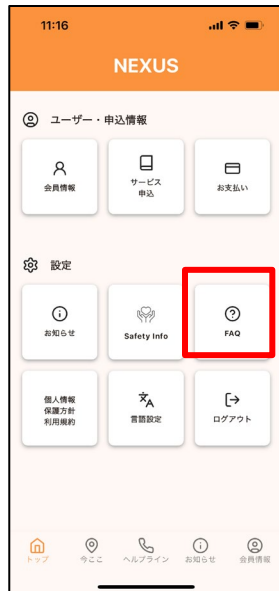 11:16
NEXUS
ユーザー・申込情報
会員情報
サービス
申込
お支払い
設定
お知らせ
Safety Info
FAQ
個人情報
保護方針
利用規約
言語設定
ログアウト
トップ
今ここ
ヘルプライン
お知らせ
会員情報